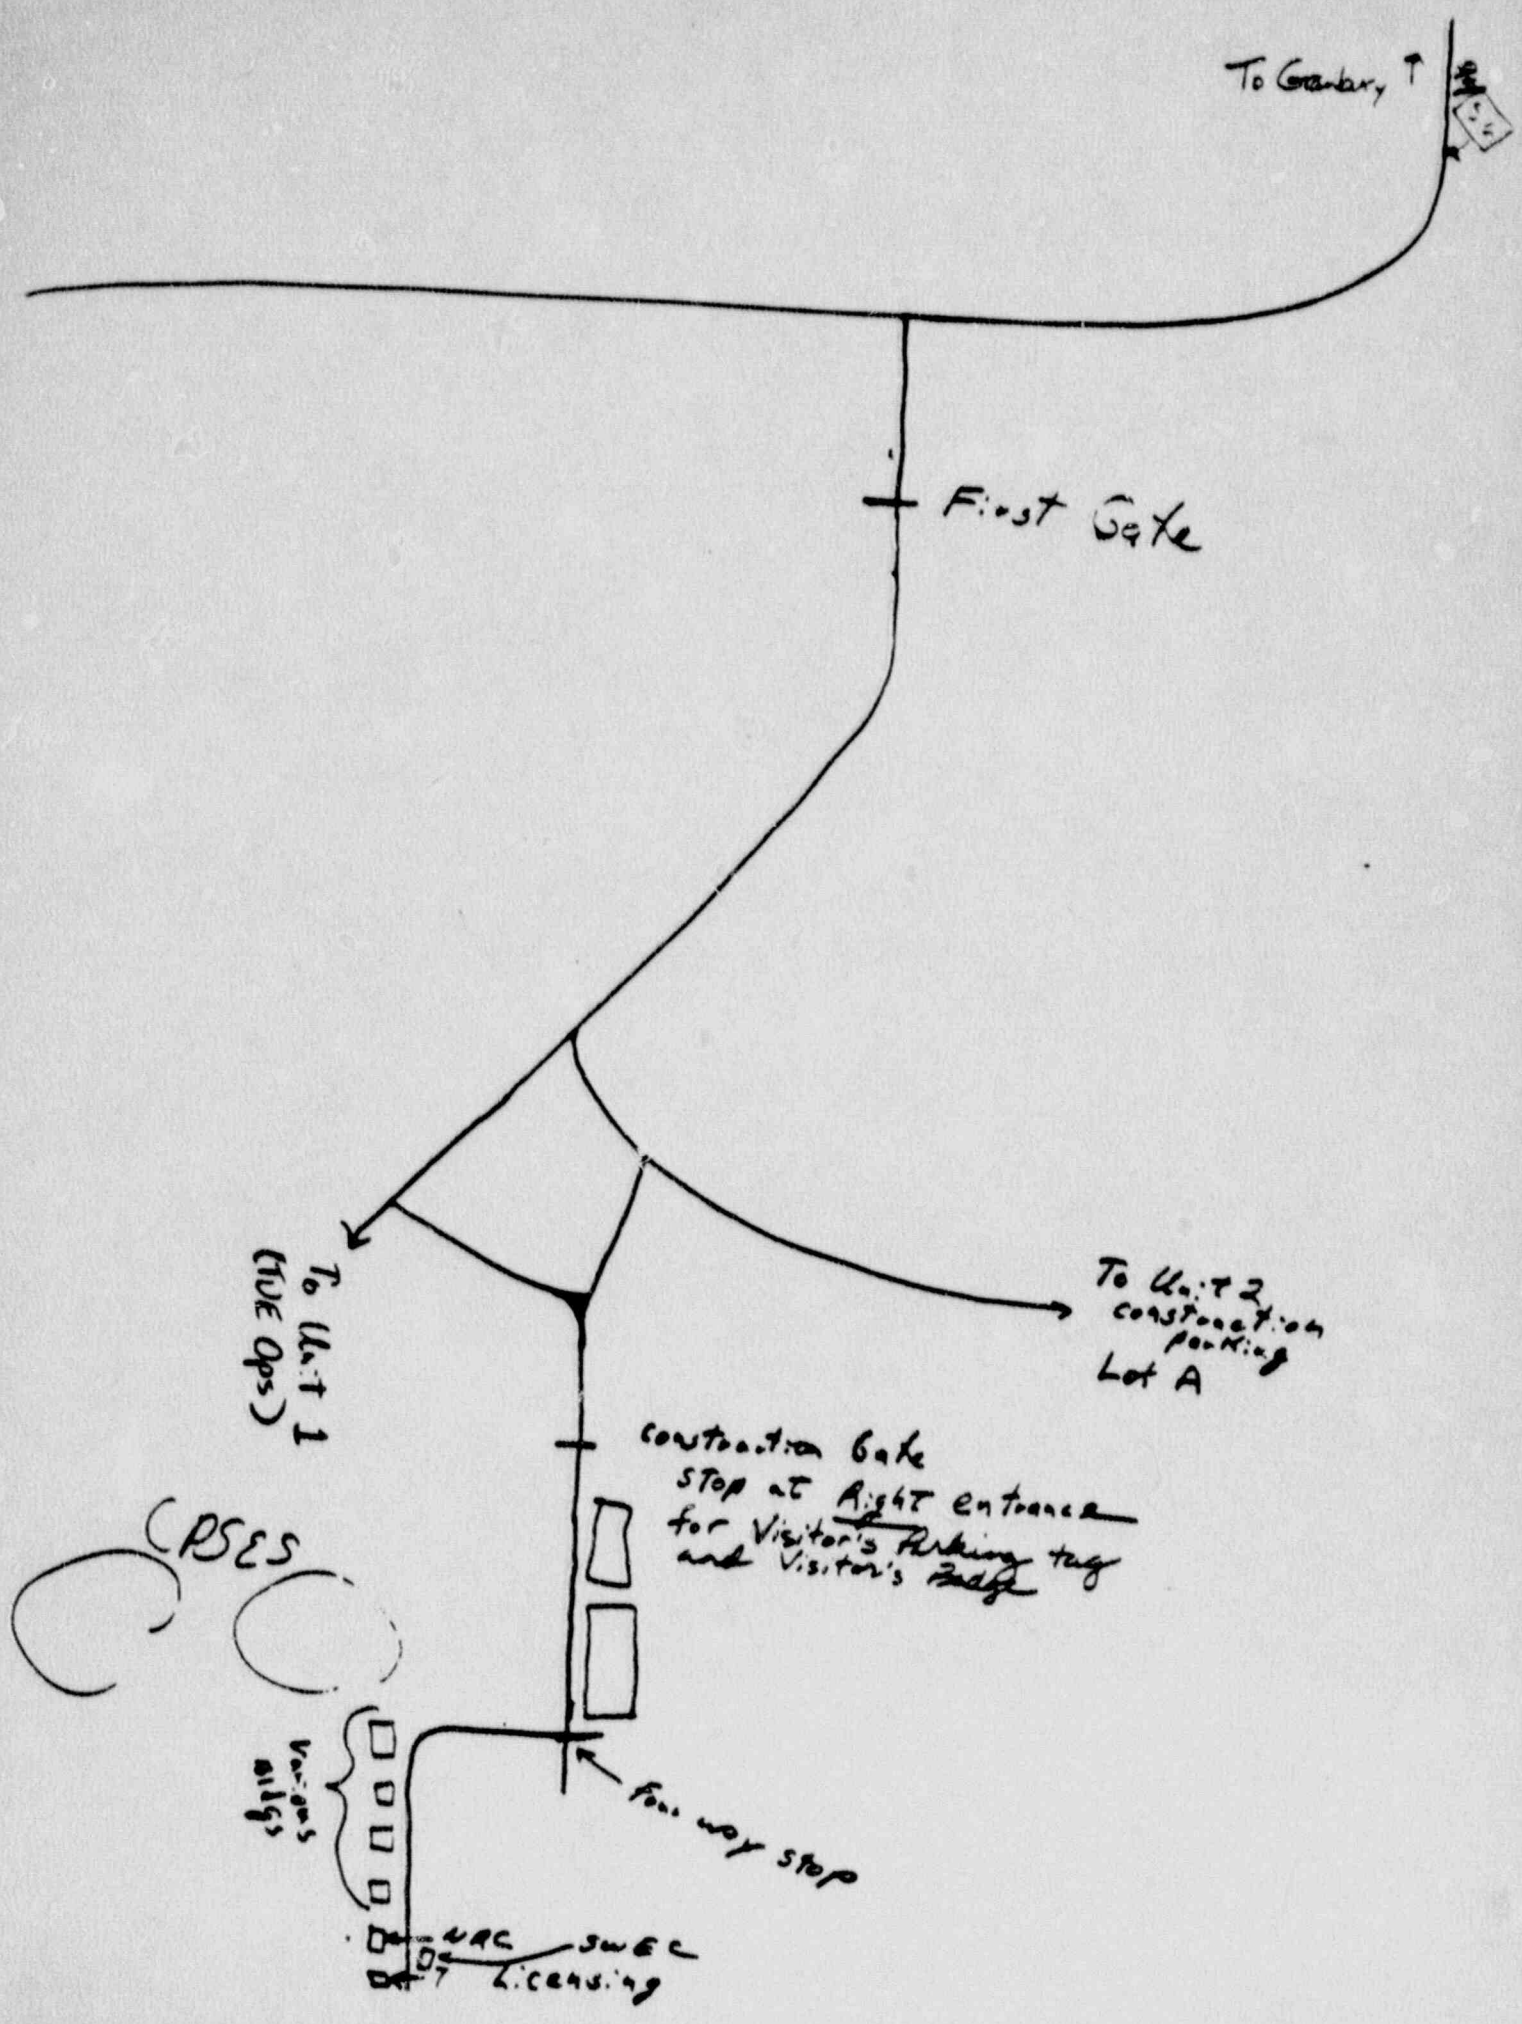 To Granbury ↑
56
First Gate
To Unit 1
(TUE Ops)
To Unit 2
construction
parking
Lot A
construction Gate
STop at Right entrance
for Visitor's Parking tag
and Visitor's Badge
CPSES
Various
Bldgs
Four way stop
NRC
SWEC
Licensing